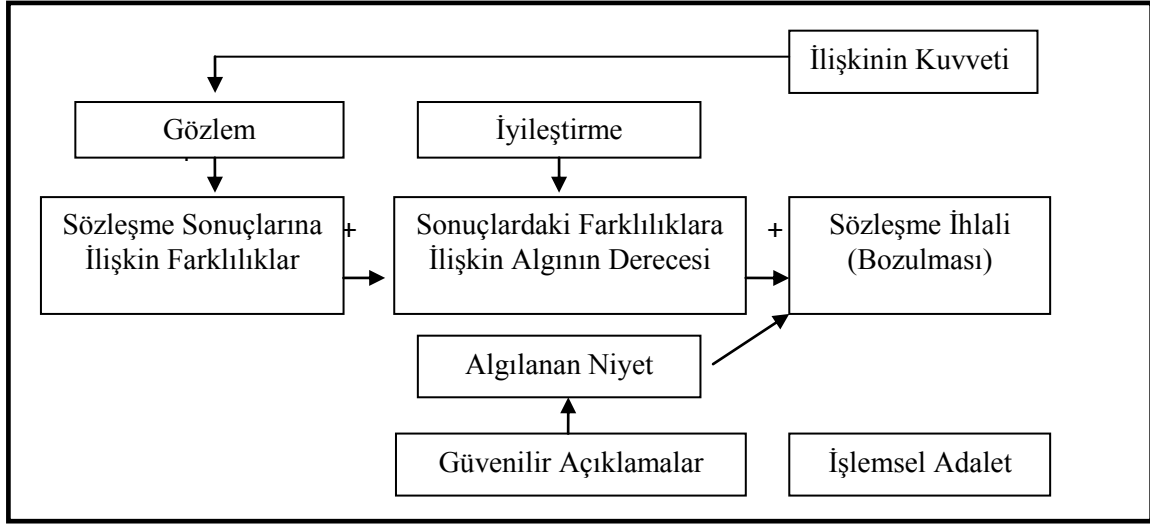 İlişkinin Kuvveti
Gözlem
İyileştirme
Sözleşme Sonuçlarına
İlişkin Farklılıklar
+
Sonuçlardaki Farklılıklara
İlişkin Algının Derecesi
+
Sözleşme İhlali
(Bozulması)
Algılanan Niyet
Güvenilir Açıklamalar
İşlemsel Adalet